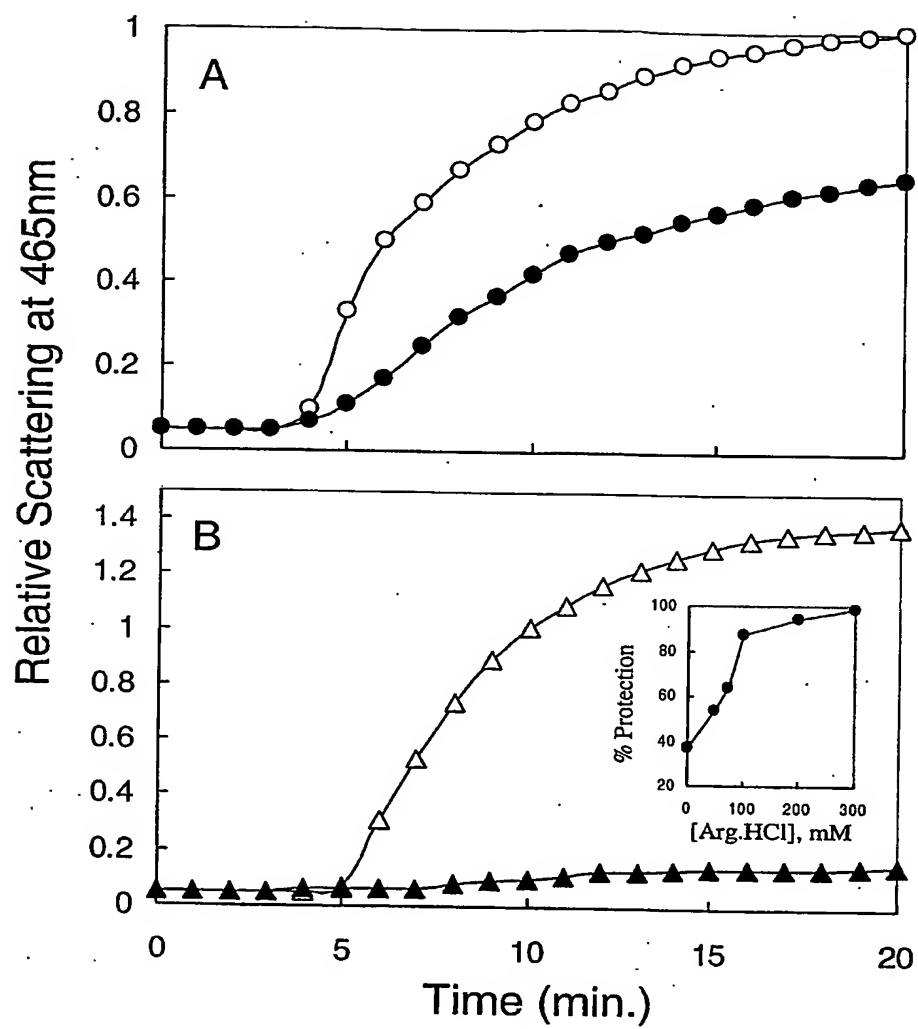 Relative Scattering at 465nm
A
1
0.8
0.6
0.4
0.2
0
B
1.4
1.2
1
0.8
0.6
0.4
0.2
0
% Protection
100
80
60
40
20
0 100 200 300
[Arg.HCl], mM
0 5 10 15 20
Time (min.)